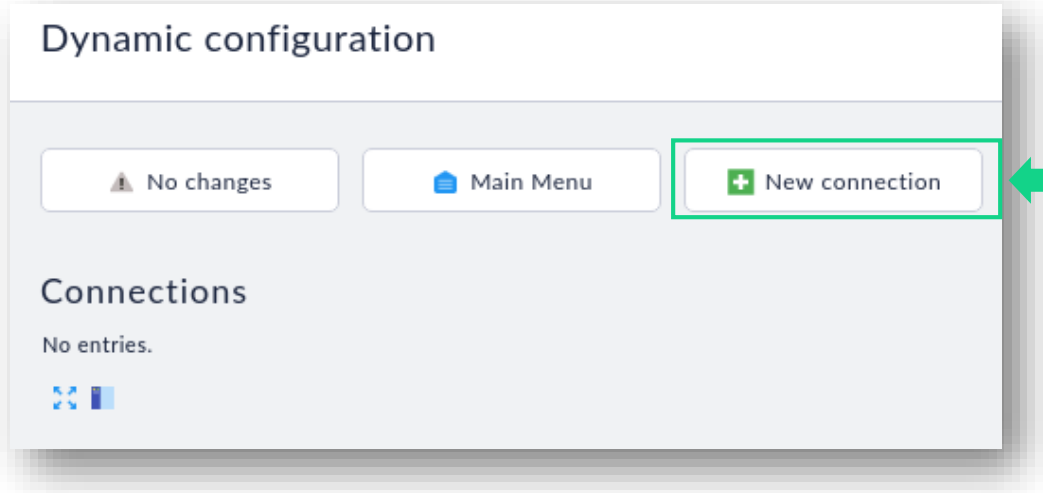 Dynamic configuration
No changes
Main Menu
New connection
Connections
No entries.